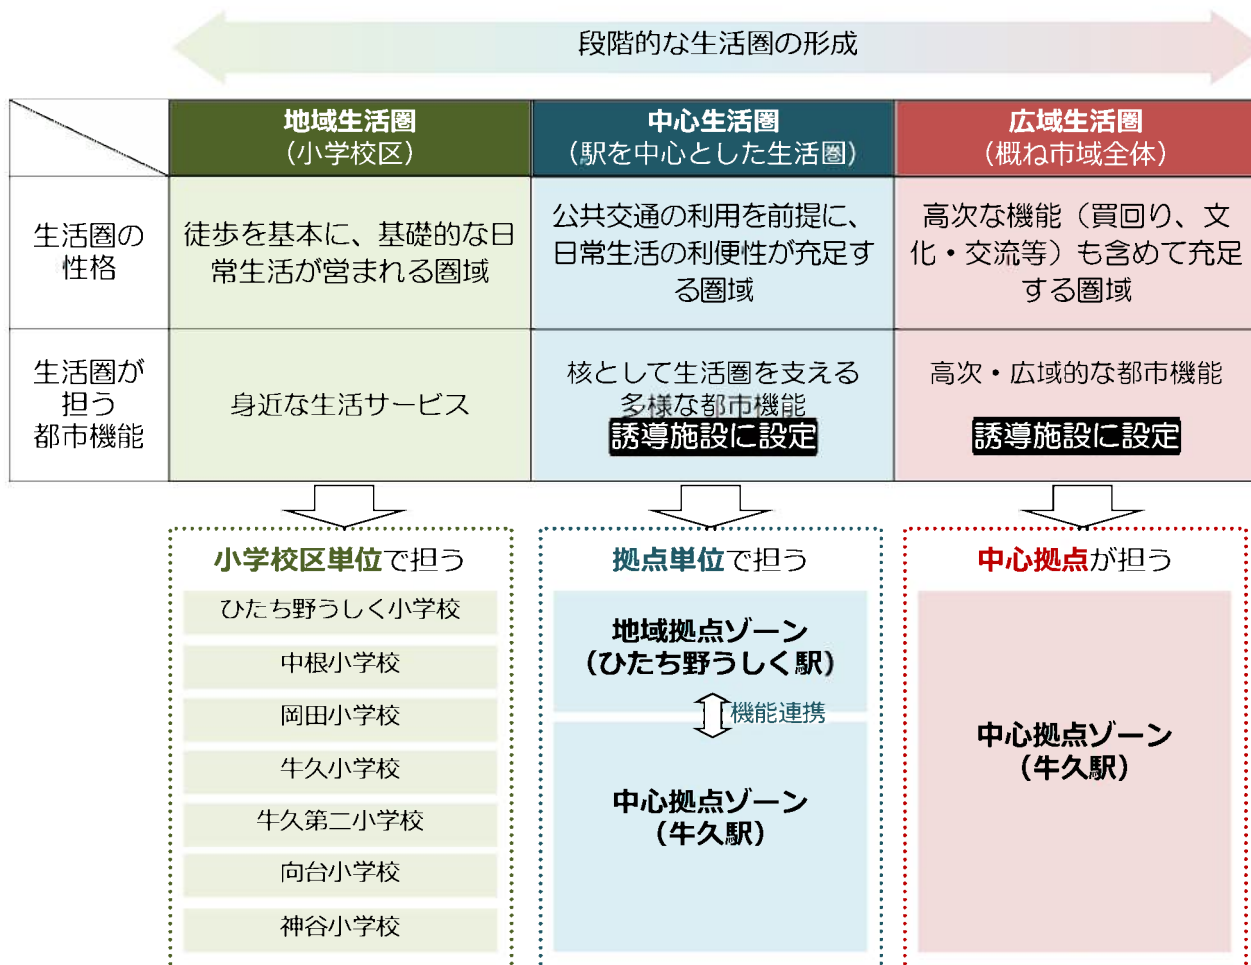 段階的な生活圏の形成
地域生活圏
（小学校区）
中心生活圏
（駅を中心とした生活圏）
広域生活圏
（概ね市域全体）
生活圏の
性格
徒歩を基本に、基礎的な日
常生活が営まれる圏域
公共交通の利用を前提に、
日常生活の利便性が充足す
る圏域
高次な機能（買回り、文
化・交流等）も含めて充足
する圏域
生活圏が
担う
都市機能
身近な生活サービス
核として生活圏を支える
多様な都市機能
誘導施設に設定
高次・広域的な都市機能
誘導施設に設定
小学校区単位で担う
ひたち野うしく小学校
中根小学校
岡田小学校
牛久小学校
牛久第二小学校
向台小学校
神谷小学校
拠点単位で担う
地域拠点ゾーン
（ひたち野うしく駅）
機能連携
中心拠点ゾーン
（牛久駅）
中心拠点が担う
中心拠点ゾーン
（牛久駅）